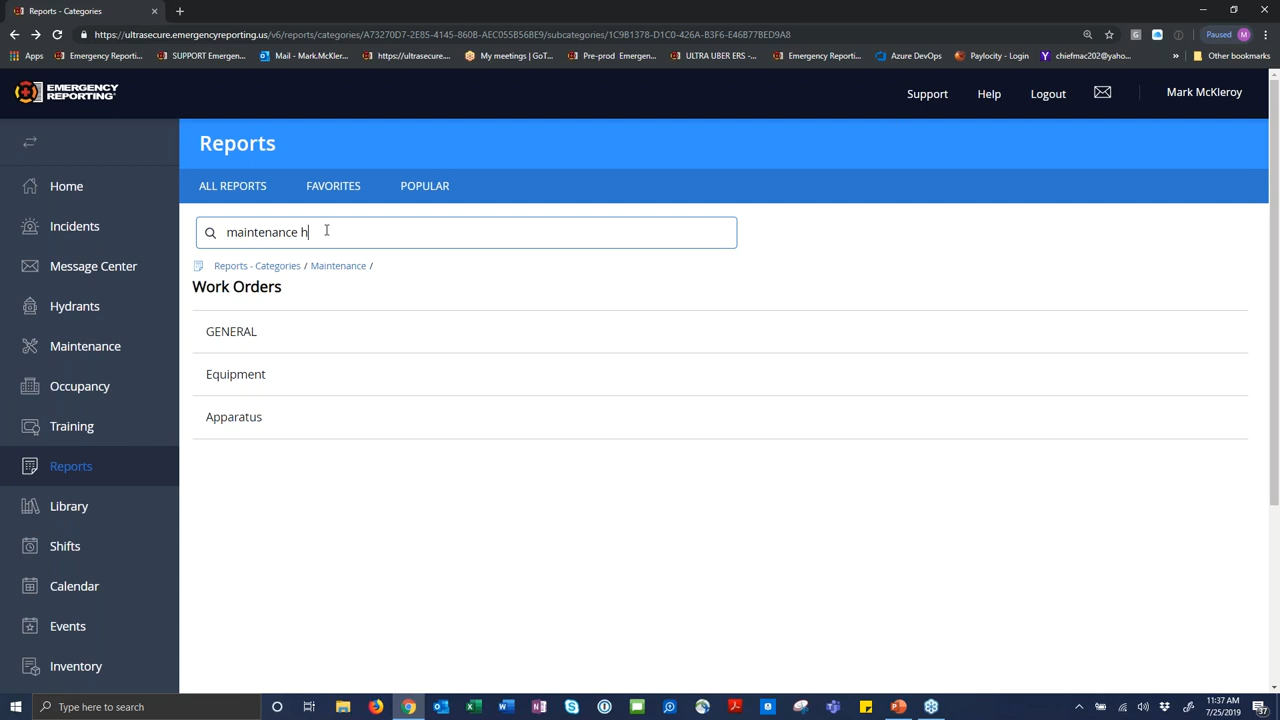 Reports - Categories
https://ultrasecure.emergencyreporting.us/v6/reports/categories/A73270D7-2E85-4145-860B-AEC055B56BE9/subcategories/1C9B1378-D1C0-426A-B3F6-E46B77BED9A8
Paused
M
Apps
Emergency Reporti...
SUPPORT Emergen...
Mail - Mark.McKler...
https://ultrasecure....
My meetings | GoT...
Pre-prod Emergen...
ULTRA UBER ERS -...
Emergency Reporti...
Azure DevOps
Paylocity - Login
chiefmac202@yaho...
»
Other bookmarks
EMERGENCY
REPORTING
Support
Help
Logout
Mark McKleroy
Reports
ALL REPORTS
FAVORITES
POPULAR
maintenance h
Reports - Categories / Maintenance /
Work Orders
GENERAL
Equipment
Apparatus
Home
Incidents
Message Center
Hydrants
Maintenance
Occupancy
Training
Reports
Library
Shifts
Calendar
Events
Inventory
Type here to search
11:37 AM
7/25/2019
37